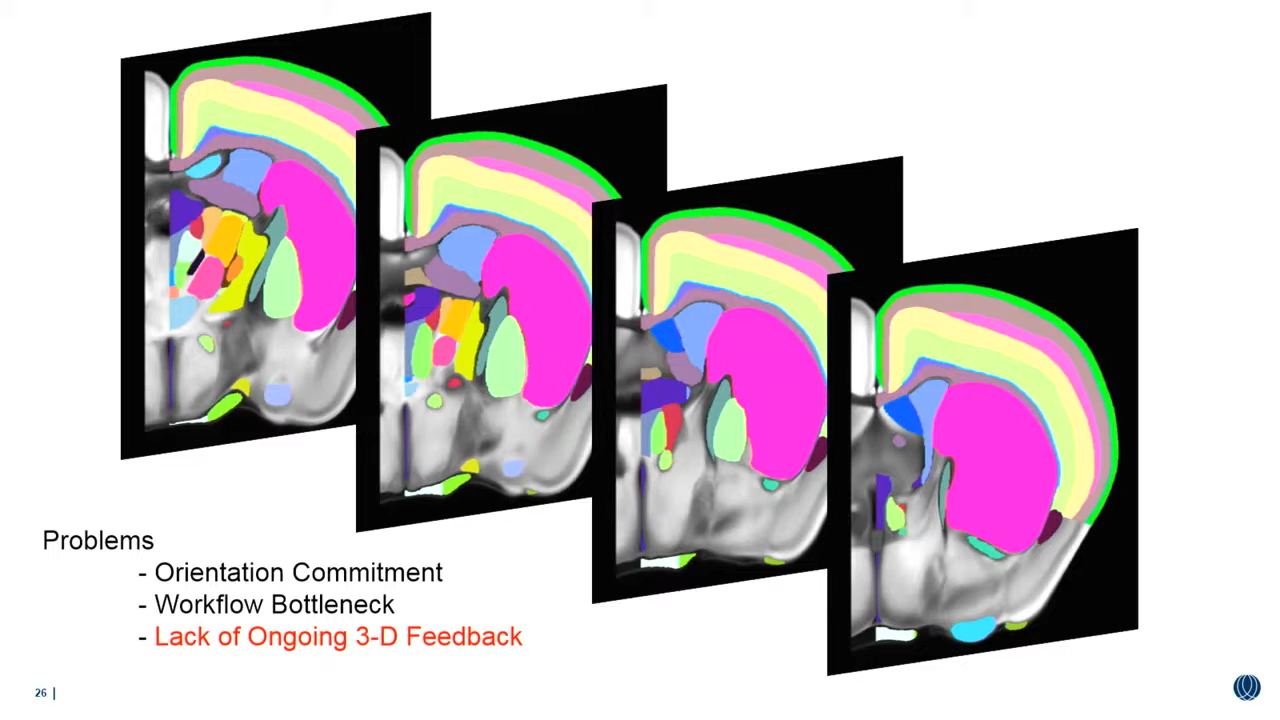 Problems
- Orientation Commitment
- Workflow Bottleneck
- Lack of Ongoing 3-D Feedback
26 |